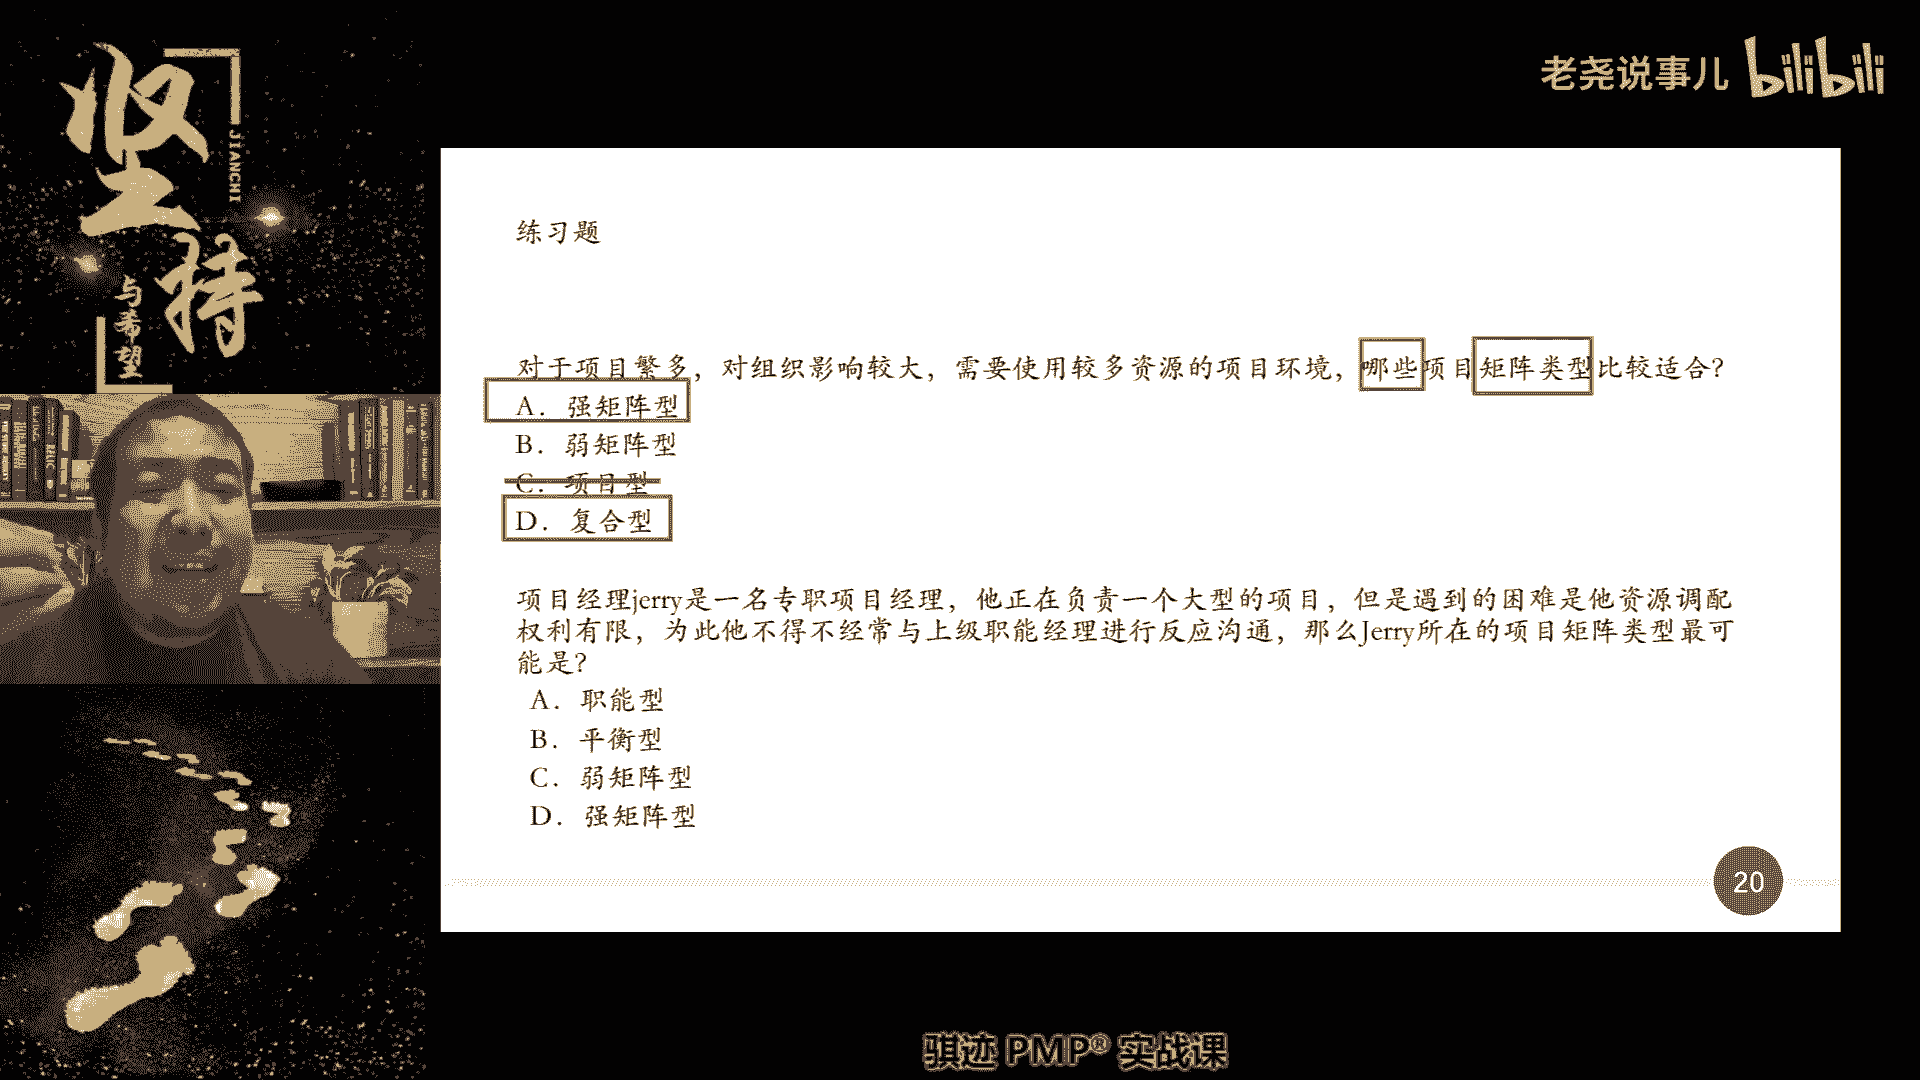 坚持
JIANCHI
与希望
老尧说事儿 bilibili
练习题
对于项目繁多，对组织影响较大，需要使用较多资源的项目环境，哪些项目矩阵类型比较适合？
A. 强矩阵型
B. 弱矩阵型
C. 项目型
D. 复合型
项目经理jerry是一名专职项目经理，他正在负责一个大型的项目，但是遇到的困难是他资源调配
权利有限，为此他不得不经常与上级职能经理进行反应沟通，那么Jerry所在的项目矩阵类型最可
能是？
A. 职能型
B. 平衡型
C. 弱矩阵型
D. 强矩阵型
20
骐迹 PMP® 实战课